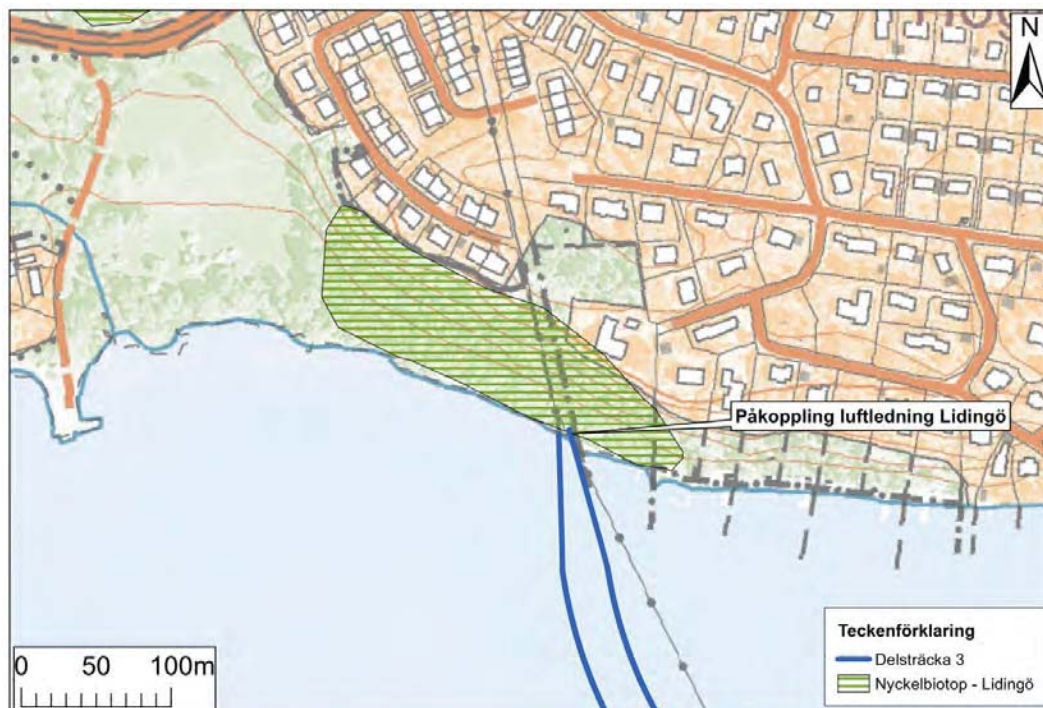 N
Påkoppling luftledning Lidingö
0 50 100m
Teckenförklaring
Delsträcka 3
Nyckelbiotop - Lidingö